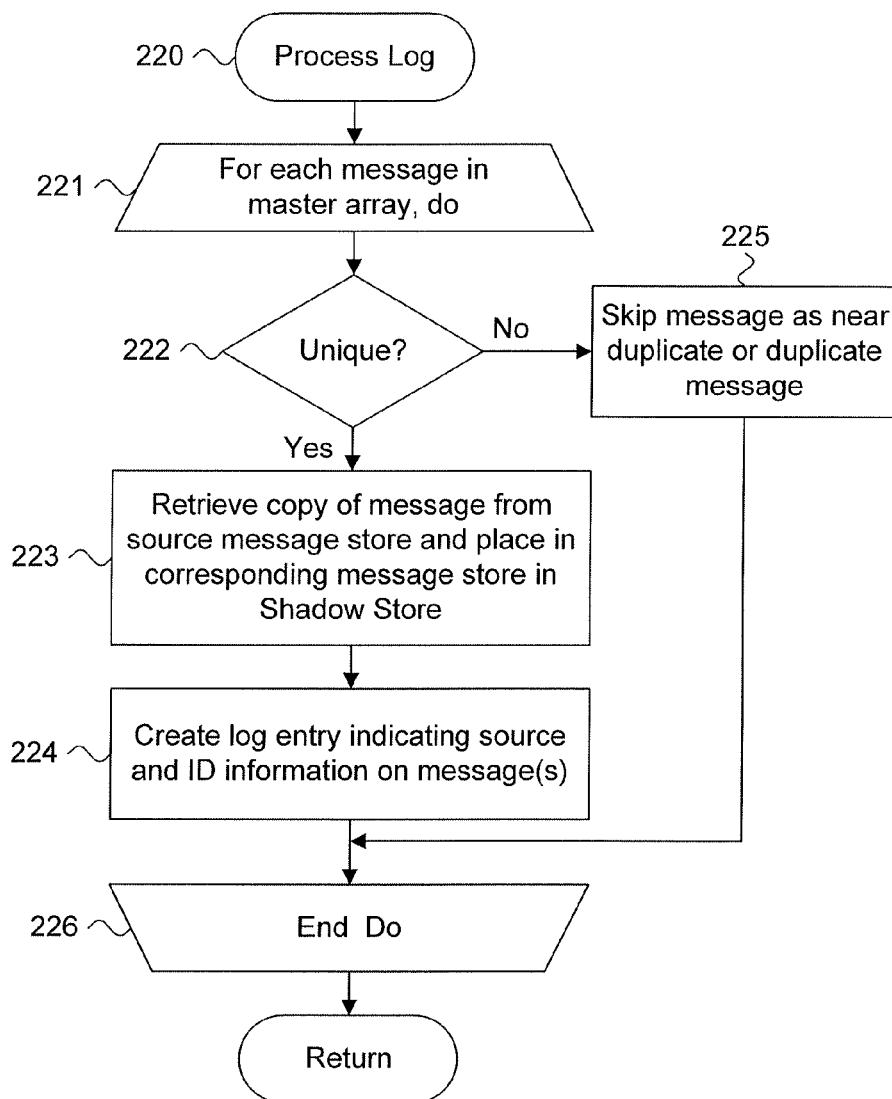 220
Process Log
221
For each message in
master array, do
225
222
Unique?
No
Skip message as near
duplicate or duplicate
message
Yes
223
Retrieve copy of message from
source message store and place in
corresponding message store in
Shadow Store
224
Create log entry indicating source
and ID information on message(s)
226
End Do
Return